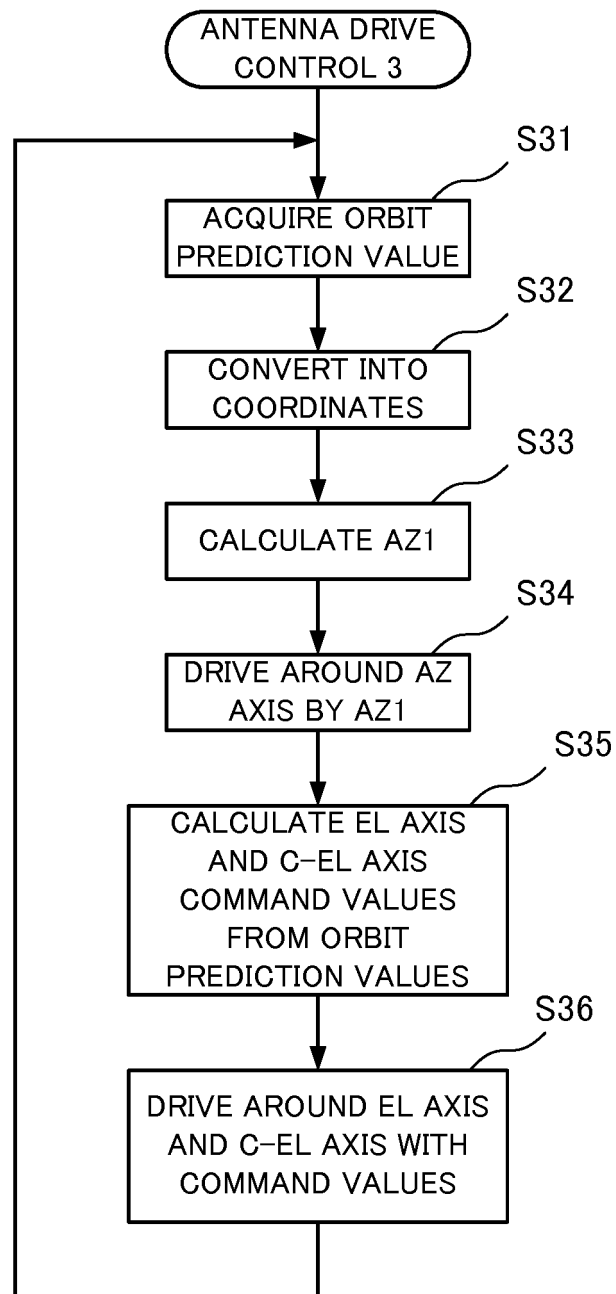 ANTENNA DRIVE
CONTROL 3
S31
ACQUIRE ORBIT
PREDICTION VALUE
S32
CONVERT INTO
COORDINATES
S33
CALCULATE AZ1
S34
DRIVE AROUND AZ
AXIS BY AZ1
S35
CALCULATE EL AXIS
AND C-EL AXIS
COMMAND VALUES
FROM ORBIT
PREDICTION VALUES
S36
DRIVE AROUND EL AXIS
AND C-EL AXIS WITH
COMMAND VALUES